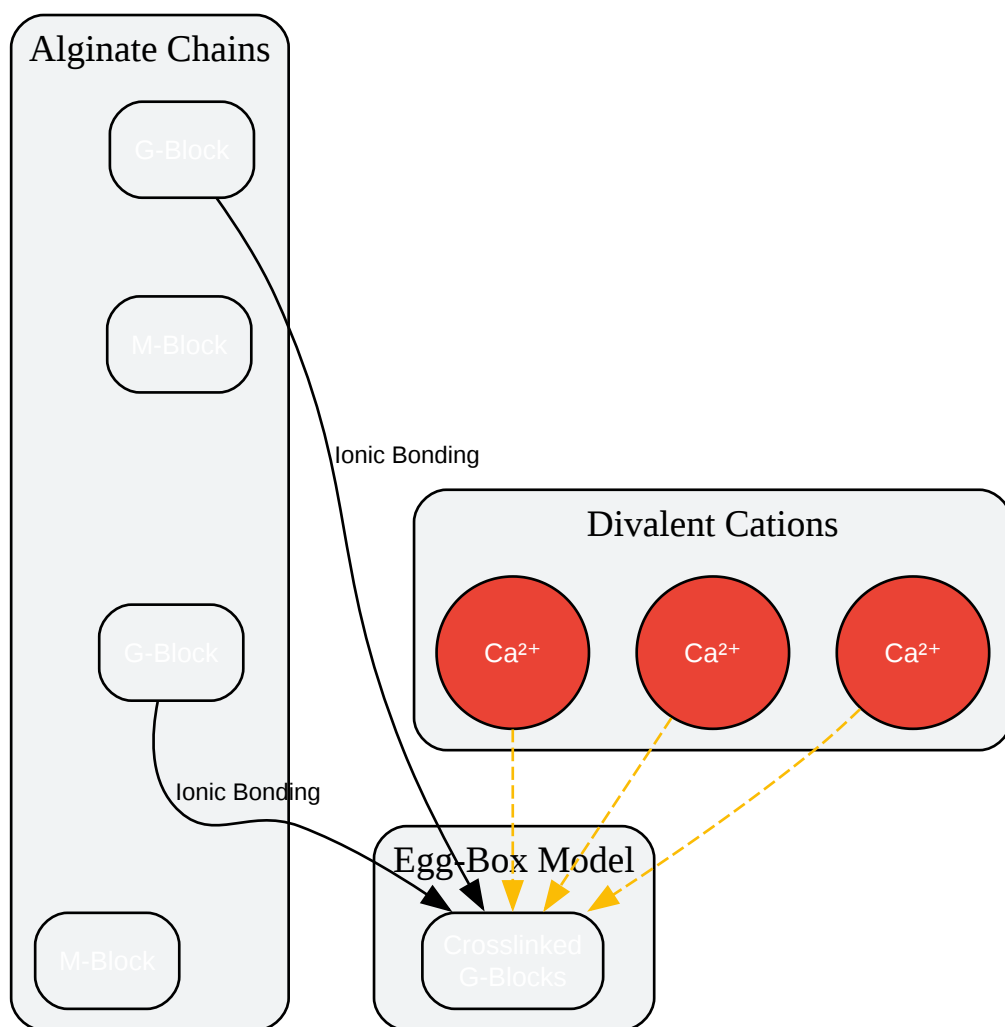 Alginate Chains
G-Block
M-Block
Ionic Bonding
Divalent Cations
G-Block
Ca²⁺
Ca²⁺
Ca²⁺
Ionic Bonding
Egg-Box Model
Crosslinked
G-Blocks
M-Block